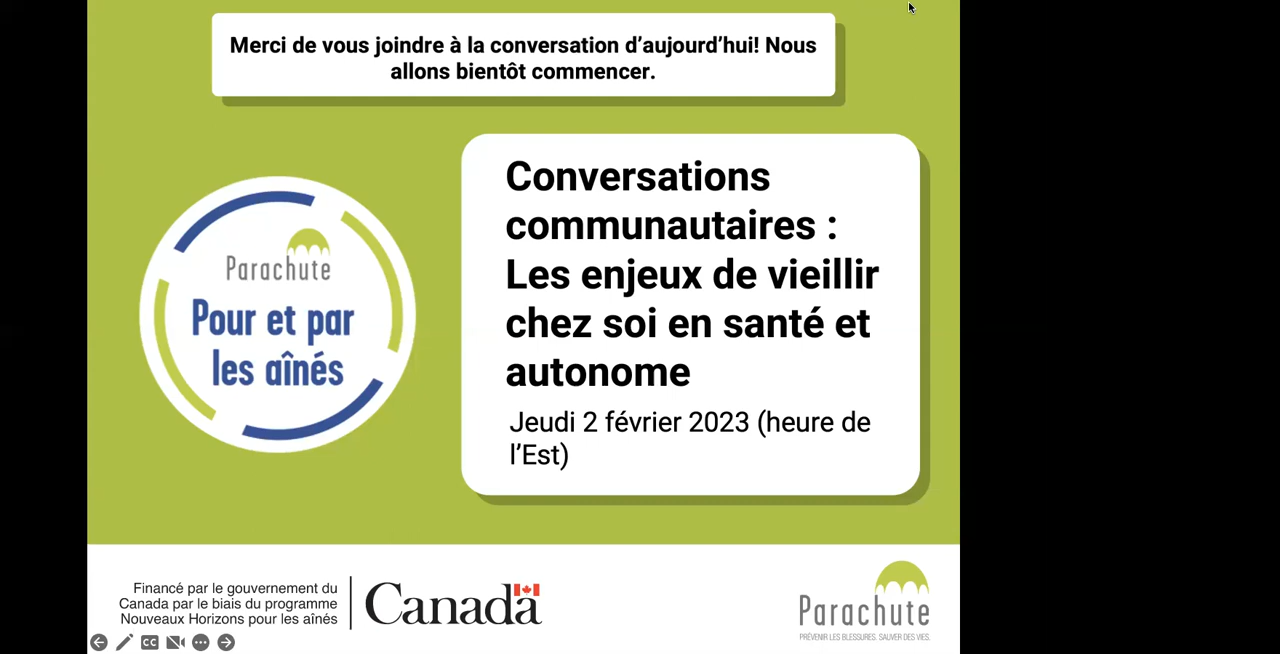 Merci de vous joindre à la conversation d’aujourd’hui! Nous
allons bientôt commencer.
Parachute
Pour et par
les aînés
Conversations
communautaires :
Les enjeux de vieillir
chez soi en santé et
autonome
Jeudi 2 février 2023 (heure de
l’Est)
Financé par le gouvernement du
Canada par le biais du programme
Nouveaux Horizons pour les aînés
Canada
Parachute
PRÉVENIR LES BLESSURES. SAUVER DES VIES.
CC